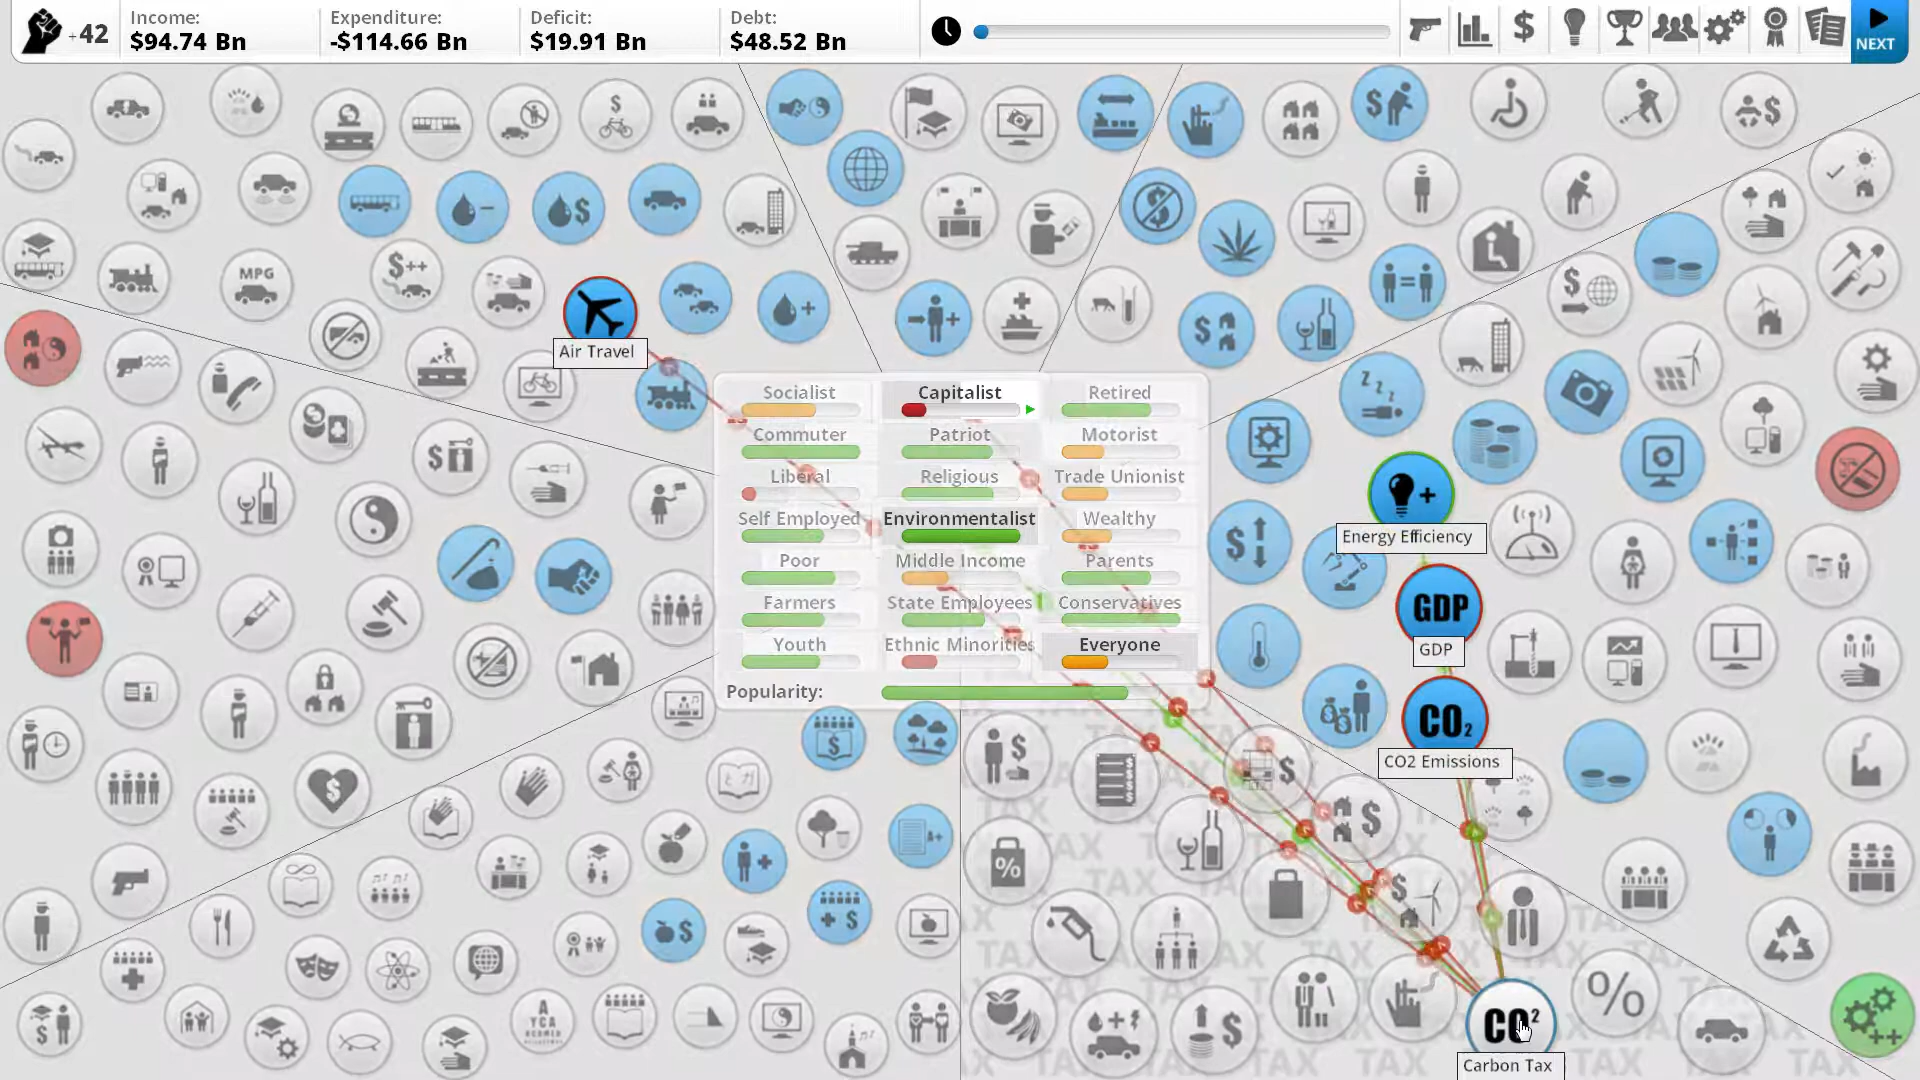 +42
Income:
$94.74 Bn
Expenditure:
-$114.66 Bn
Deficit:
$19.91 Bn
Debt:
$48.52 Bn
NEXT
MPG
Air Travel
Socialist
Capitalist
Retired
Commuter
Patriot
Motorist
Liberal
Religious
Trade Unionist
Self Employed
Environmentalist
Wealthy
Poor
Middle Income
Parents
Farmers
State Employees
Conservatives
Youth
Ethnic Minorities
Everyone
Popularity:
Energy Efficiency
GDP
GDP
CO₂
CO2 Emissions
CO²
Carbon Tax